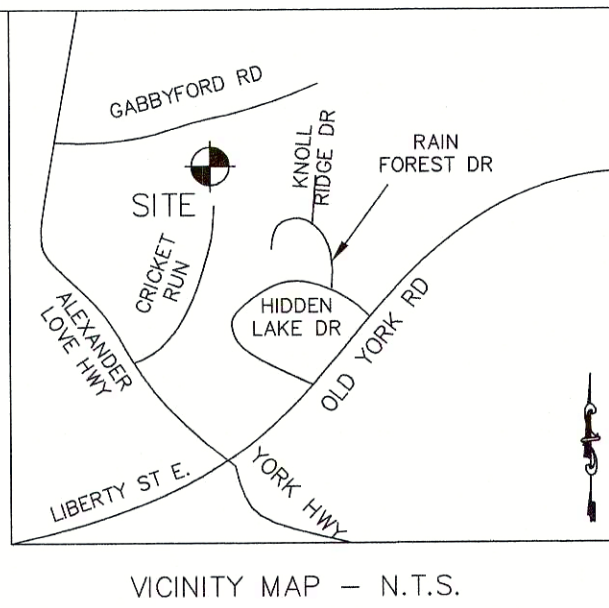 GABBYFORD RD
KNOLL
RIDGE DR
RAIN
FOREST DR
SITE
CRICKET
RUN
HIDDEN
LAKE DR
ALEXANDER
LOVE HWY
OLD YORK RD
LIBERTY ST E.
YORK HWY
VICINITY MAP – N.T.S.